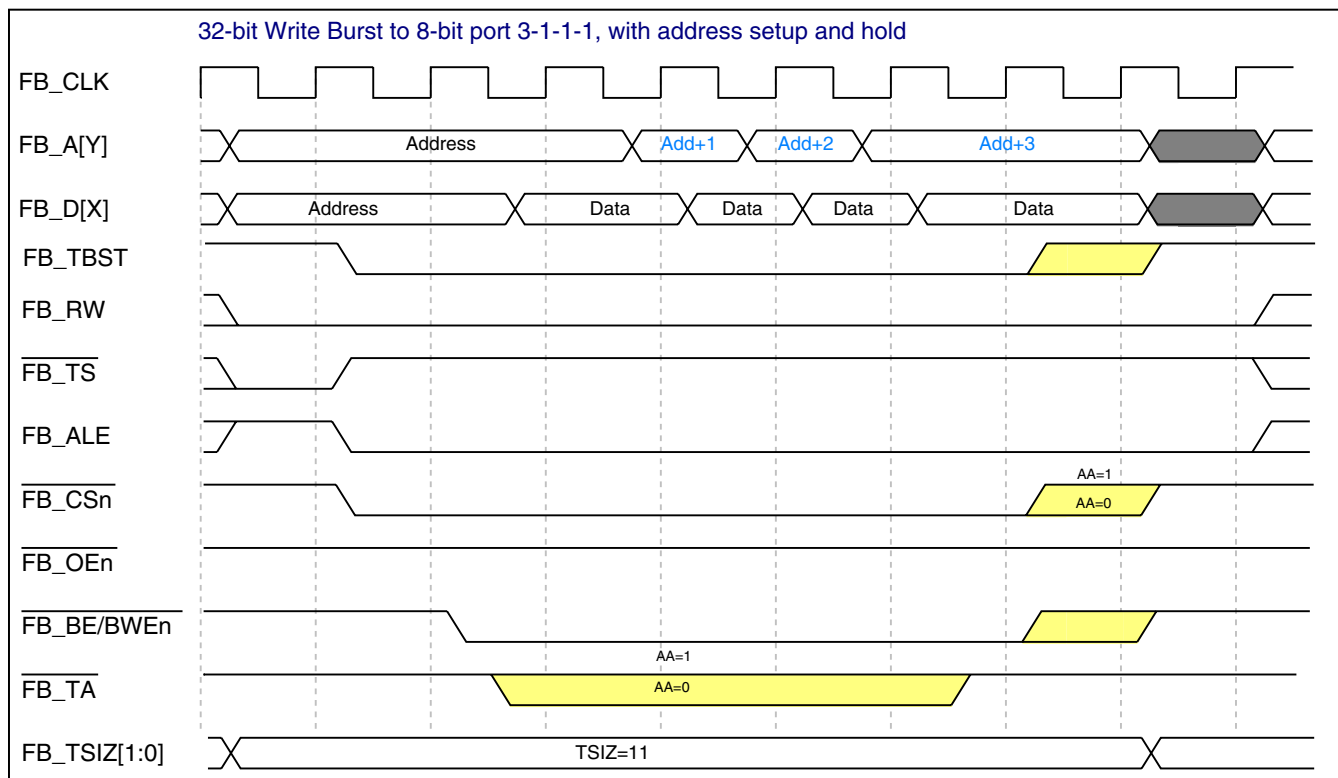 32-bit Write Burst to 8-bit port 3-1-1-1, with address setup and hold
FB_CLK
FB_A[Y] Address Add+1 Add+2 Add+3
FB_D[X] Address Data Data Data Data
FB_TBST
FB_RW
FB_TS
FB_ALE
AA=1
FB_CSn AA=0
FB_OEn
FB_BE/BWEn
AA=1
FB_TA AA=0
FB_TSIZ[1:0] TSIZ=11